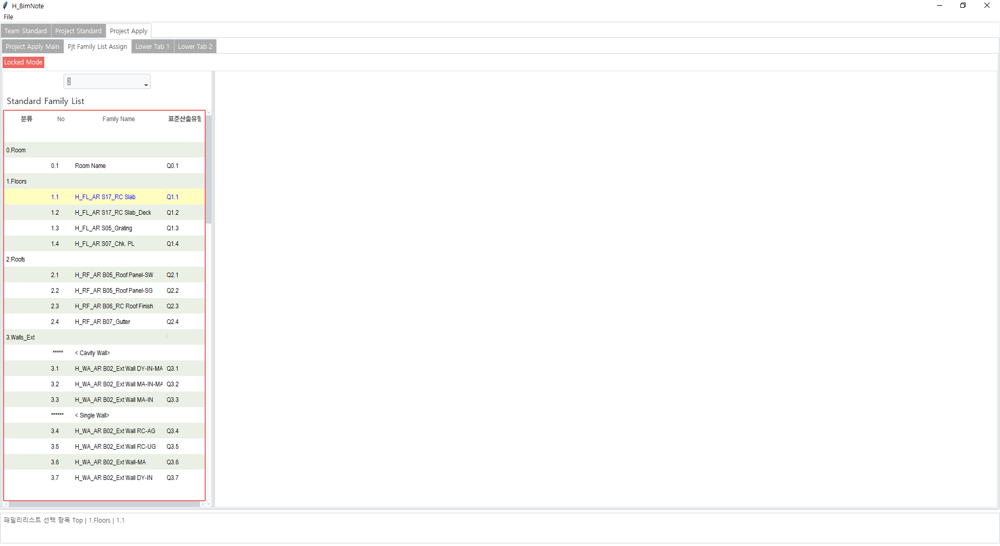 H_BimNote
File
Team Standard Project Standard Project Apply
Project Apply Main Pjt Family List Assign Lower Tab 1 Lower Tab 2
Locked Mode
2
Standard Family List
분류 No Family Name 표준산출유형
0.Room
0.1 Room Name Q0.1
1.Floors
1.1 H_FL_AR S17_RC Slab Q1.1
1.2 H_FL_AR S17_RC Slab_Deck Q1.2
1.3 H_FL_AR S05_Grating Q1.3
1.4 H_FL_AR S07_Chk. PL Q1.4
2.Roofs
2.1 H_RF_AR B05_Roof Panel-SW Q2.1
2.2 H_RF_AR B05_Roof Panel-SG Q2.2
2.3 H_RF_AR B06_RC Roof Finish Q2.3
2.4 H_RF_AR B07_Gutter Q2.4
3.Walls_Ext
***** < Cavity Wall>
3.1 H_WA_AR B02_Ext Wall DY-IN-MA Q3.1
3.2 H_WA_AR B02_Ext Wall MA-IN-MA Q3.2
3.3 H_WA_AR B02_Ext Wall MA-IN Q3.3
****** < Single Wall>
3.4 H_WA_AR B02_Ext Wall RC-AG Q3.4
3.5 H_WA_AR B02_Ext Wall RC-UG Q3.5
3.6 H_WA_AR B02_Ext Wall-MA Q3.6
3.7 H_WA_AR B02_Ext Wall DY-IN Q3.7
패밀리리스트 선택 항목 Top | 1.Floors | 1.1